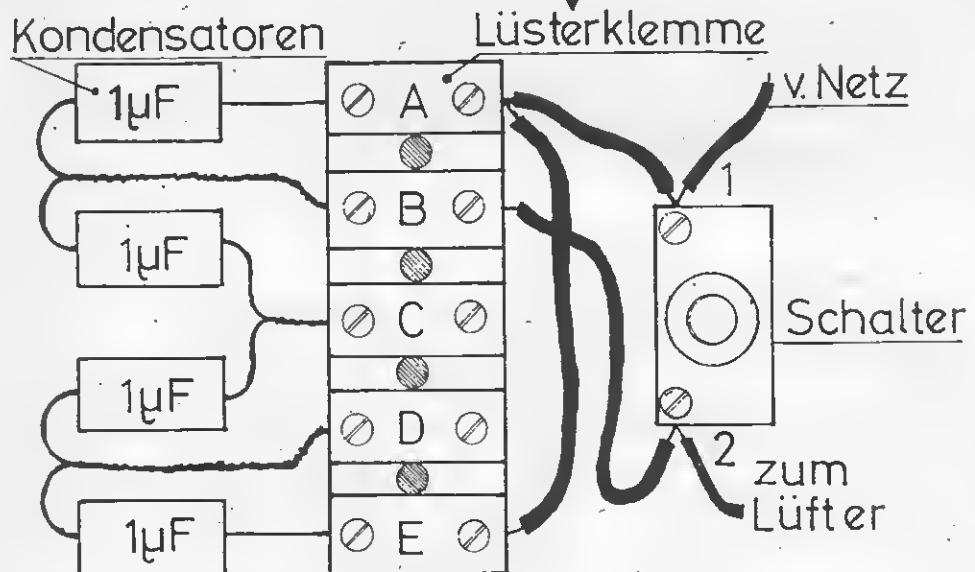 Kondensatoren
Lüsterklemme
1µF
A
v. Netz
1
B
1µF
C
Schalter
1µF
D
2
zum
Lüfter
1µF
E